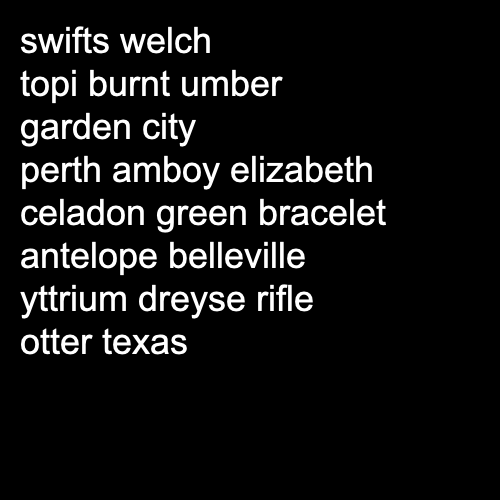 swifts welch
topi burnt umber
garden city
perth amboy elizabeth
celadon green bracelet
antelope belleville
yttrium dreyse rifle
otter texas